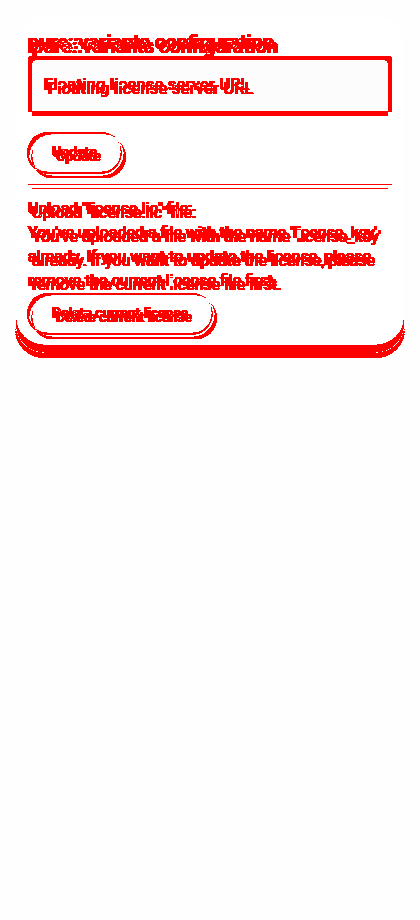 pure::variants configuration
Floating license server URL
Update
Upload "license.lic" file:
You've uploaded a file with the name 'license_key'
already. If you want to update the license, please
remove the current license file first.
Delete current license